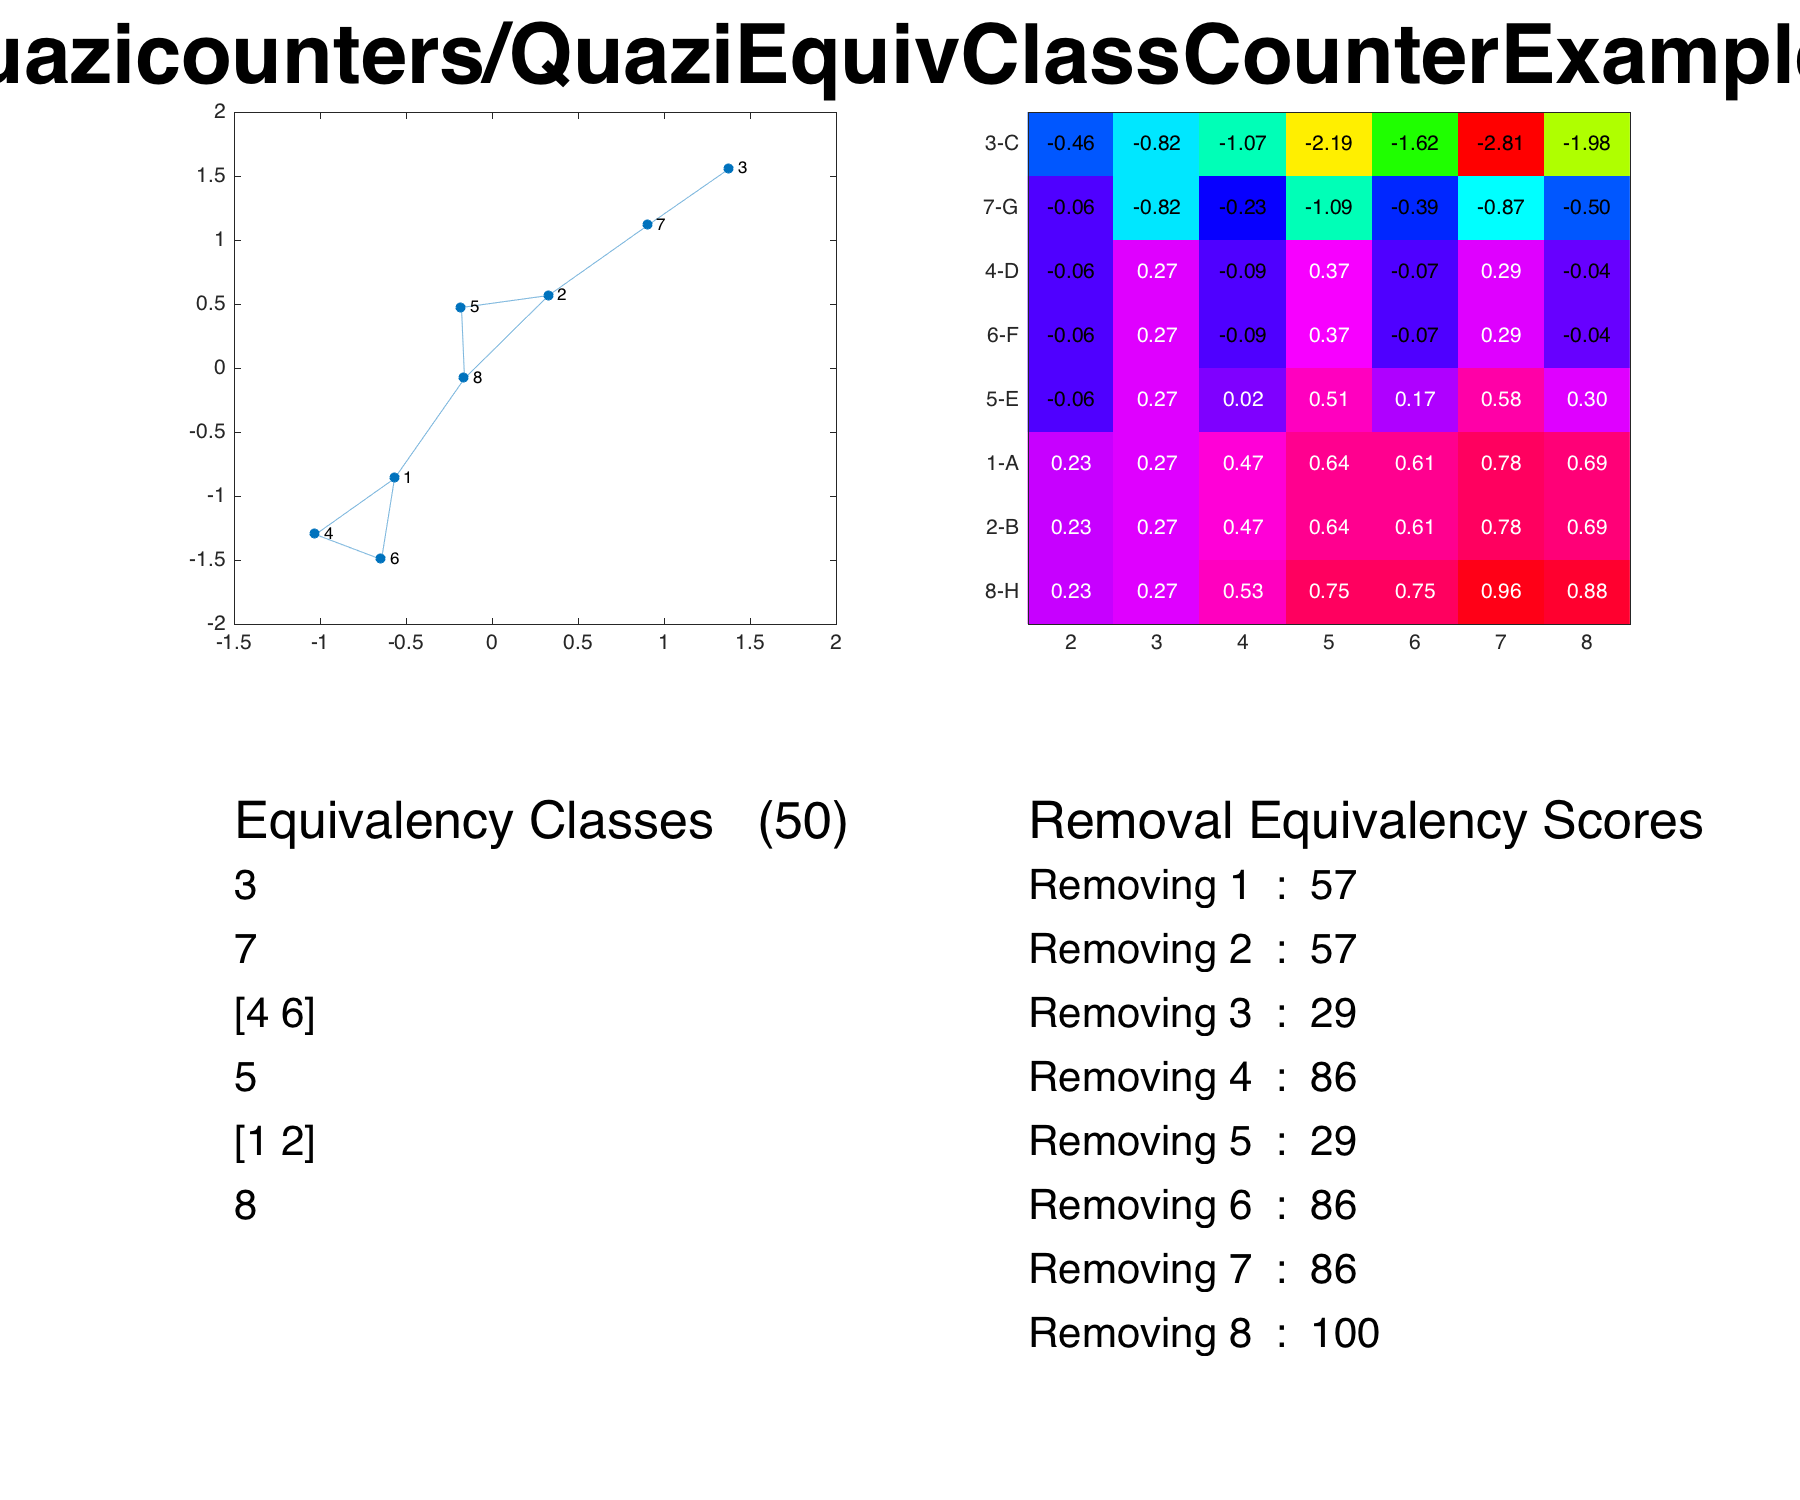 uazicounters/QuaziEquivClassCounterExample
2
1.5
1
0.5
0
-0.5
-1
-1.5
-2
-1.5 -1 -0.5 0 0.5 1 1.5 2
3
7
2
5
8
1
4
6
3-C -0.46 -0.82 -1.07 -2.19 -1.62 -2.81 -1.98
7-G -0.06 -0.82 -0.23 -1.09 -0.39 -0.87 -0.50
4-D -0.06 0.27 -0.09 0.37 -0.07 0.29 -0.04
6-F -0.06 0.27 -0.09 0.37 -0.07 0.29 -0.04
5-E -0.06 0.27 0.02 0.51 0.17 0.58 0.30
1-A 0.23 0.27 0.47 0.64 0.61 0.78 0.69
2-B 0.23 0.27 0.47 0.64 0.61 0.78 0.69
8-H 0.23 0.27 0.53 0.75 0.75 0.96 0.88
2 3 4 5 6 7 8
Equivalency Classes (50)
3
7
[4 6]
5
[1 2]
8
Removal Equivalency Scores
Removing 1 : 57
Removing 2 : 57
Removing 3 : 29
Removing 4 : 86
Removing 5 : 29
Removing 6 : 86
Removing 7 : 86
Removing 8 : 100